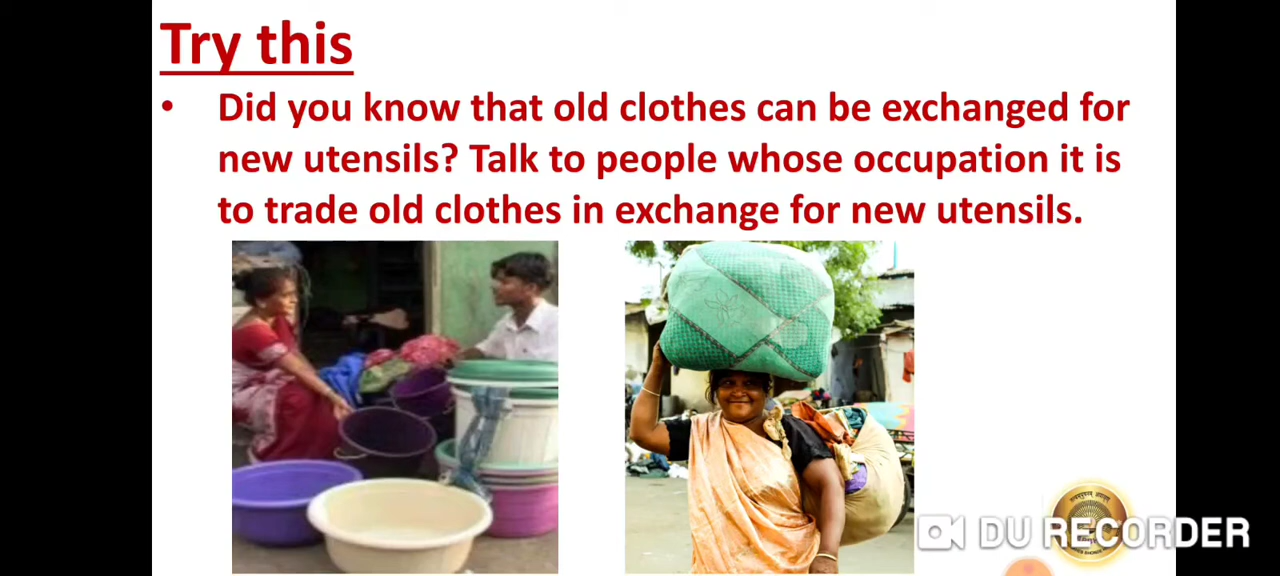 Try this
• Did you know that old clothes can be exchanged for
new utensils? Talk to people whose occupation it is
to trade old clothes in exchange for new utensils.
DU RECORDER